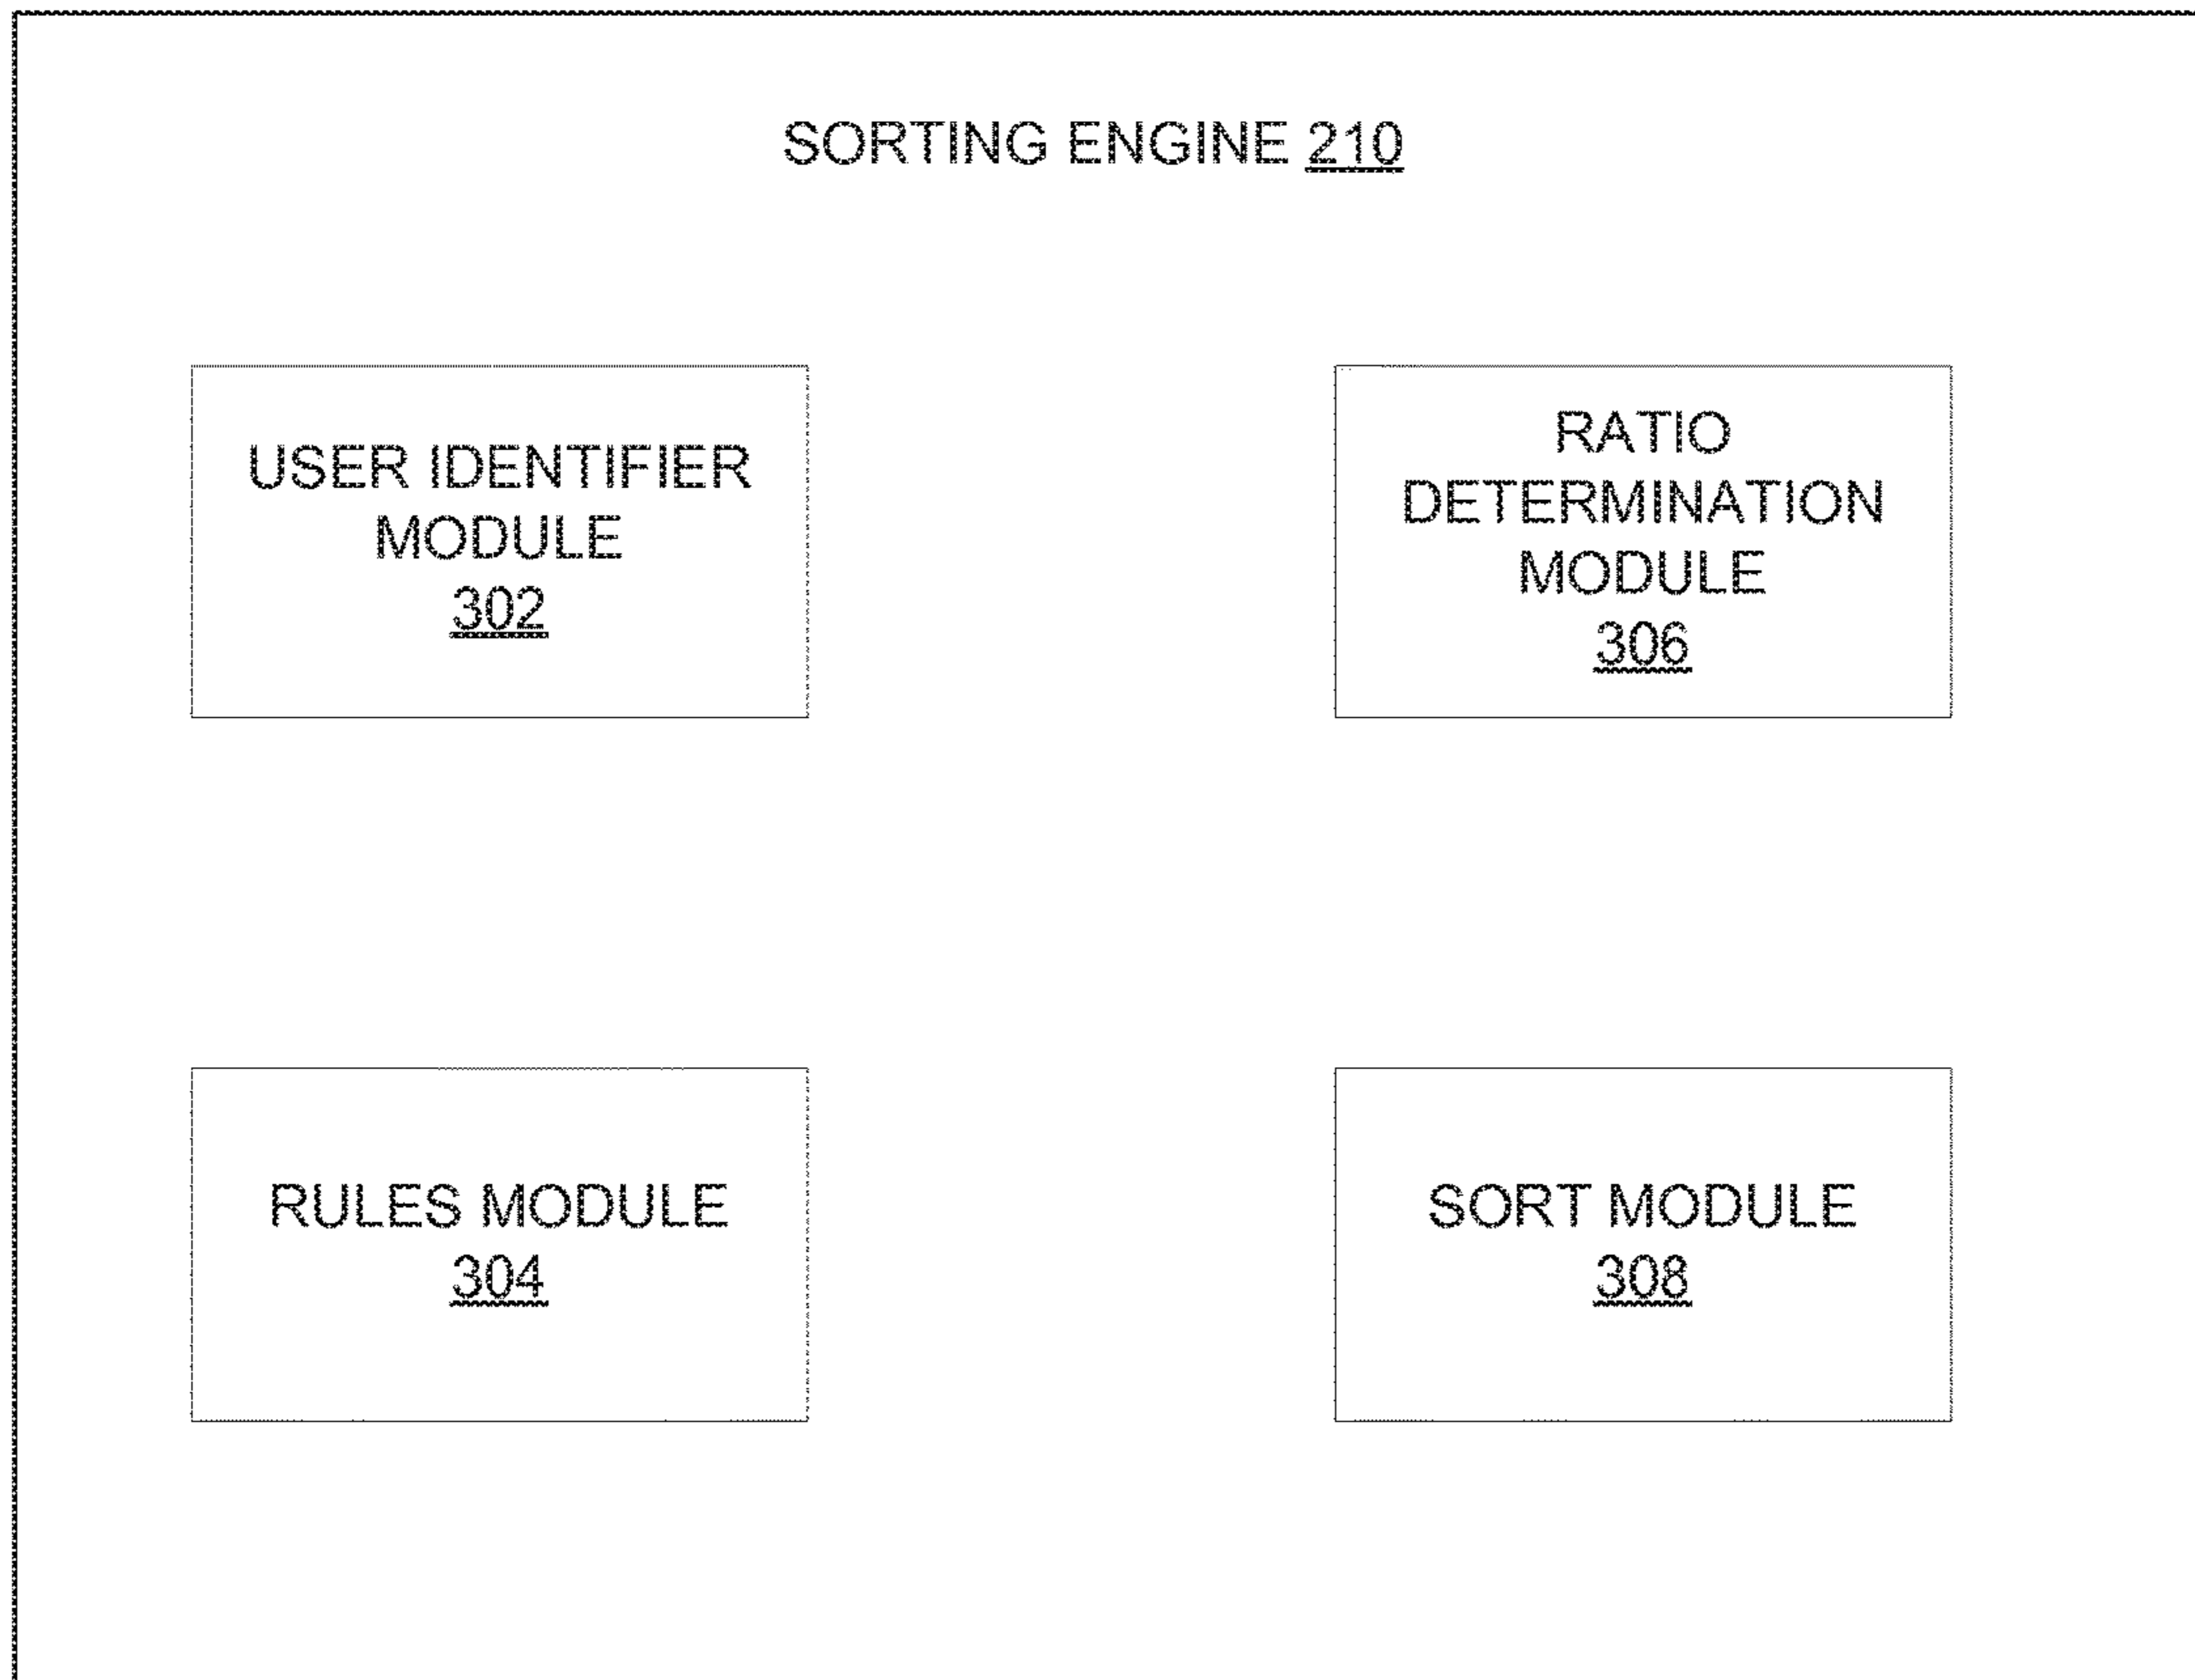 SORTING ENGINE 210
USER IDENTIFIER
MODULE
302
RATIO
DETERMINATION
MODULE
306
RULES MODULE
304
SORT MODULE
308